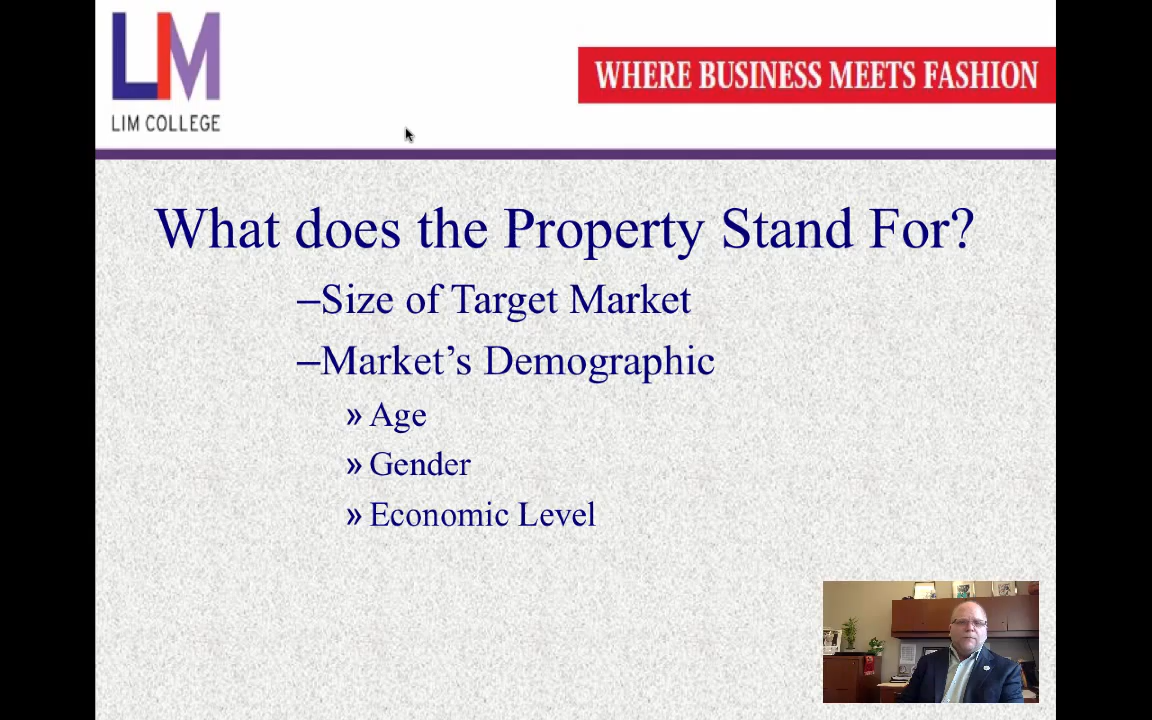 LIM
LIM COLLEGE
WHERE BUSINESS MEETS FASHION
What does the Property Stand For?
–Size of Target Market
–Market’s Demographic
» Age
» Gender
» Economic Level